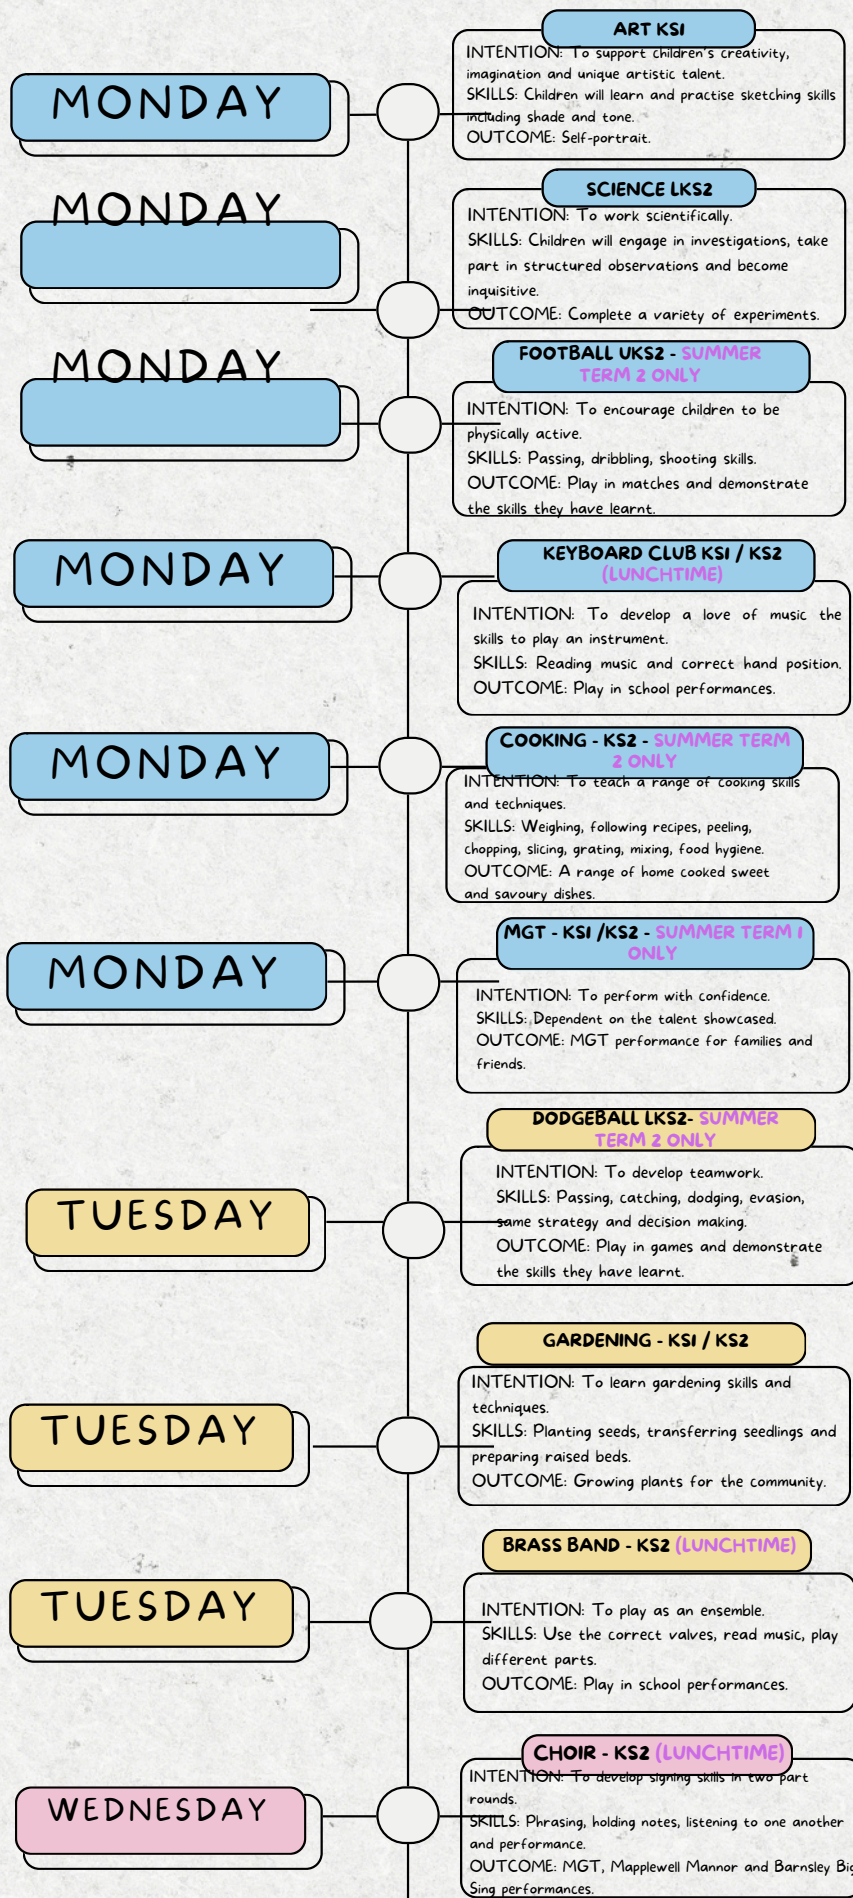 ART KS1
MONDAY
INTENTION: To support children's creativity,
imagination and unique artistic talent.
SKILLS: Children will learn and practise sketching skills
including shade and tone.
OUTCOME: Self-portrait.
SCIENCE LKS2
MONDAY
INTENTION: To work scientifically.
SKILLS: Children will engage in investigations, take
part in structured observations and become
inquisitive.
OUTCOME: Complete a variety of experiments.
FOOTBALL UKS2 - SUMMER
TERM 2 ONLY
MONDAY
INTENTION: To encourage children to be
physically active.
SKILLS: Passing, dribbling, shooting skills.
OUTCOME: Play in matches and demonstrate
the skills they have learnt.
KEYBOARD CLUB KS1 / KS2
(LUNCHTIME)
MONDAY
INTENTION: To develop a love of music the
skills to play an instrument.
SKILLS: Reading music and correct hand position.
OUTCOME: Play in school performances.
COOKING - KS2 - SUMMER TERM
2 ONLY
MONDAY
INTENTION: To teach a range of cooking skills
and techniques.
SKILLS: Weighing, following recipes, peeling,
chopping, slicing, grating, mixing, food hygiene.
OUTCOME: A range of home cooked sweet
and savoury dishes.
MGT - KS1 /KS2 - SUMMER TERM 1
ONLY
MONDAY
INTENTION: To perform with confidence.
SKILLS: Dependent on the talent showcased.
OUTCOME: MGT performance for families and
friends.
DODGEBALL LKS2- SUMMER
TERM 2 ONLY
TUESDAY
INTENTION: To develop teamwork.
SKILLS: Passing, catching, dodging, evasion,
same strategy and decision making.
OUTCOME: Play in games and demonstrate
the skills they have learnt.
GARDENING - KS1 / KS2
TUESDAY
INTENTION: To learn gardening skills and
techniques.
SKILLS: Planting seeds, transferring seedlings and
preparing raised beds.
OUTCOME: Growing plants for the community.
BRASS BAND - KS2 (LUNCHTIME)
TUESDAY
INTENTION: To play as an ensemble.
SKILLS: Use the correct valves, read music, play
different parts.
OUTCOME: Play in school performances.
CHOIR - KS2 (LUNCHTIME)
WEDNESDAY
INTENTION: To develop signing skills in two part
rounds.
SKILLS: Phrasing, holding notes, listening to one another
and performance.
OUTCOME: MGT, Mapplewell Mannor and Barnsley Big
Sing performances.